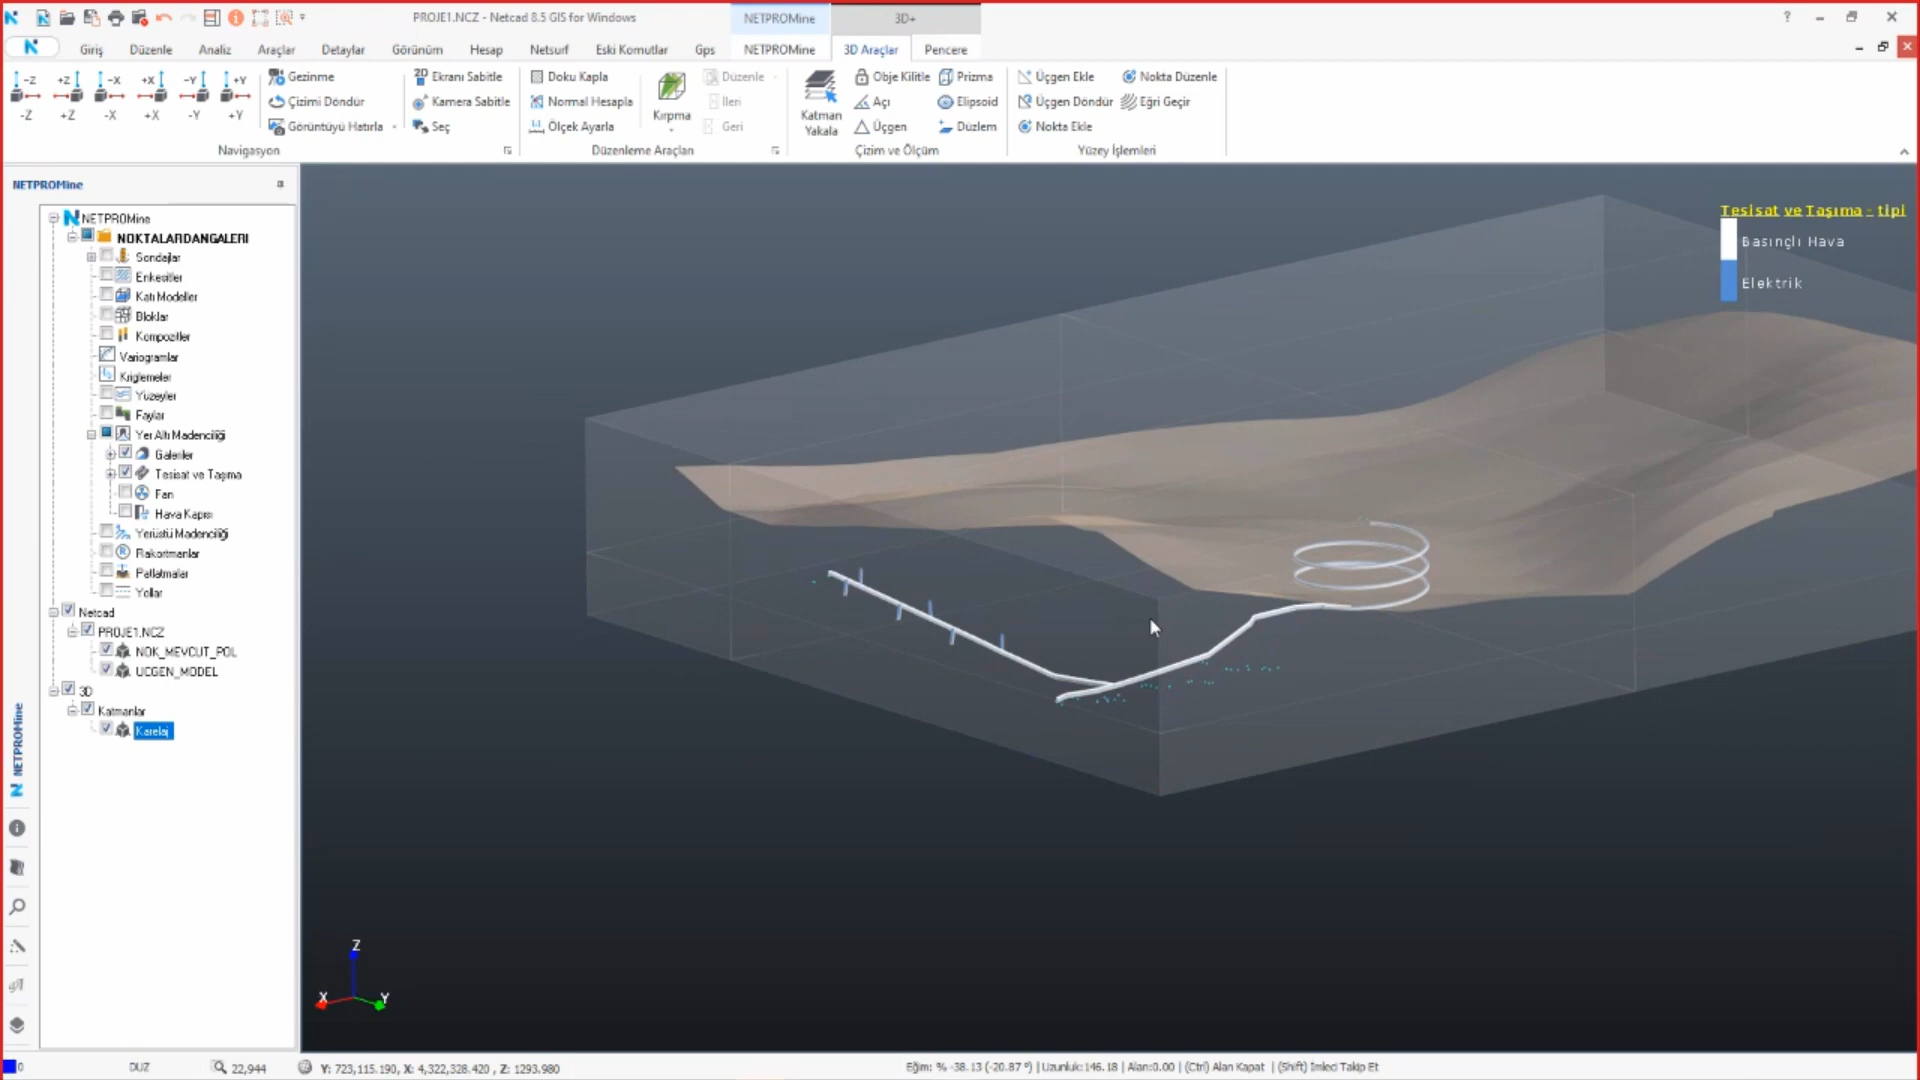 PROJE1.NCZ - Netcad 8.5 GIS for Windows
NETPROMine
3D+
Giriş Düzenle Analiz Araçlar Detaylar Görünüm Hesap Netsurf Eski Komutlar Gps NETPROMine 3D Araçlar Pencere
-Z +Z -X +X -Y +Y
-Z +Z -X +X -Y +Y
Gezinme
Çizimi Döndür
Görüntüyü Hatırla
2D Ekranı Sabitle
Kamera Sabitle
Seç
Navigasyon
Doku Kapla
Normal Hesapla
Ölçek Ayarla
Kırpma
Düzenle
İleri
Geri
Düzenleme Araçları
Katman Yakala
Obje Kilitle
Açı
Üçgen
Prizma
Elipsoid
Düzlem
Çizim ve Ölçüm
Üçgen Ekle
Üçgen Döndür
Nokta Ekle
Nokta Düzenle
Eğri Geçir
Yüzey İşlemleri
NETPROMine
NETPROMine
NOKTALARDANGALERI
Sondajlar
Enkesitler
Katı Modeller
Bloklar
Kompozitler
Variogramlar
Kriglemeler
Yüzeyler
Faylar
Yer Altı Madenciliği
Galeriler
Tesisat ve Taşıma
Fan
Hava Kapısı
Yerüstü Madenciliği
Rakortmanlar
Patlatmalar
Yollar
Netcad
PROJE1.NCZ
NOK_MEVCUT_POL
UCGEN_MODEL
3D
Katmanlar
Karelaj
NETPROMine
Tesisat ve Taşıma - tipi
Basınçlı Hava
Elektrik
Z
X
Y
0
DUZ
22,944
Y: 723,115.190, X: 4,322,328.420 , Z: 1293.980
Eğim: % -38.13 (-20.87 º) | Uzunluk:146.18 | Alan:0.00 | (Ctrl) Alan Kapat | (Shift) İmleci Takip Et